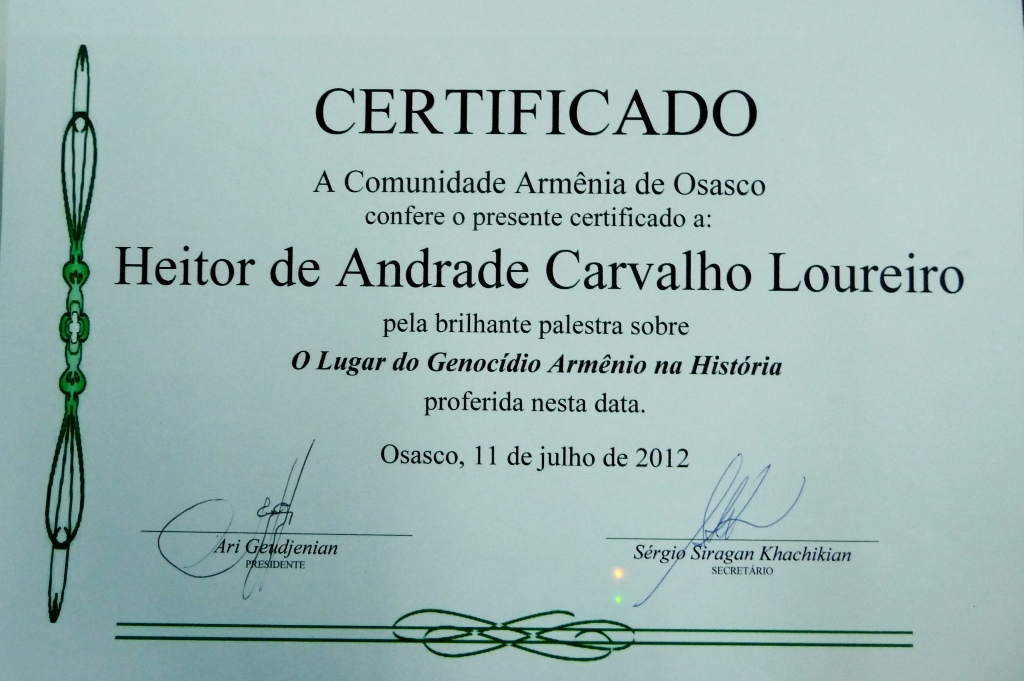 CERTIFICADO
A Comunidade Armênia de Osasco
confere o presente certificado a:
Heitor de Andrade Carvalho Loureiro
pela brilhante palestra sobre
O Lugar do Genocídio Armênio na História
proferida nesta data.
Osasco, 11 de julho de 2012
Ari Geudjenian
PRESIDENTE
Sérgio Siragan Khachikian
SECRETÁRIO